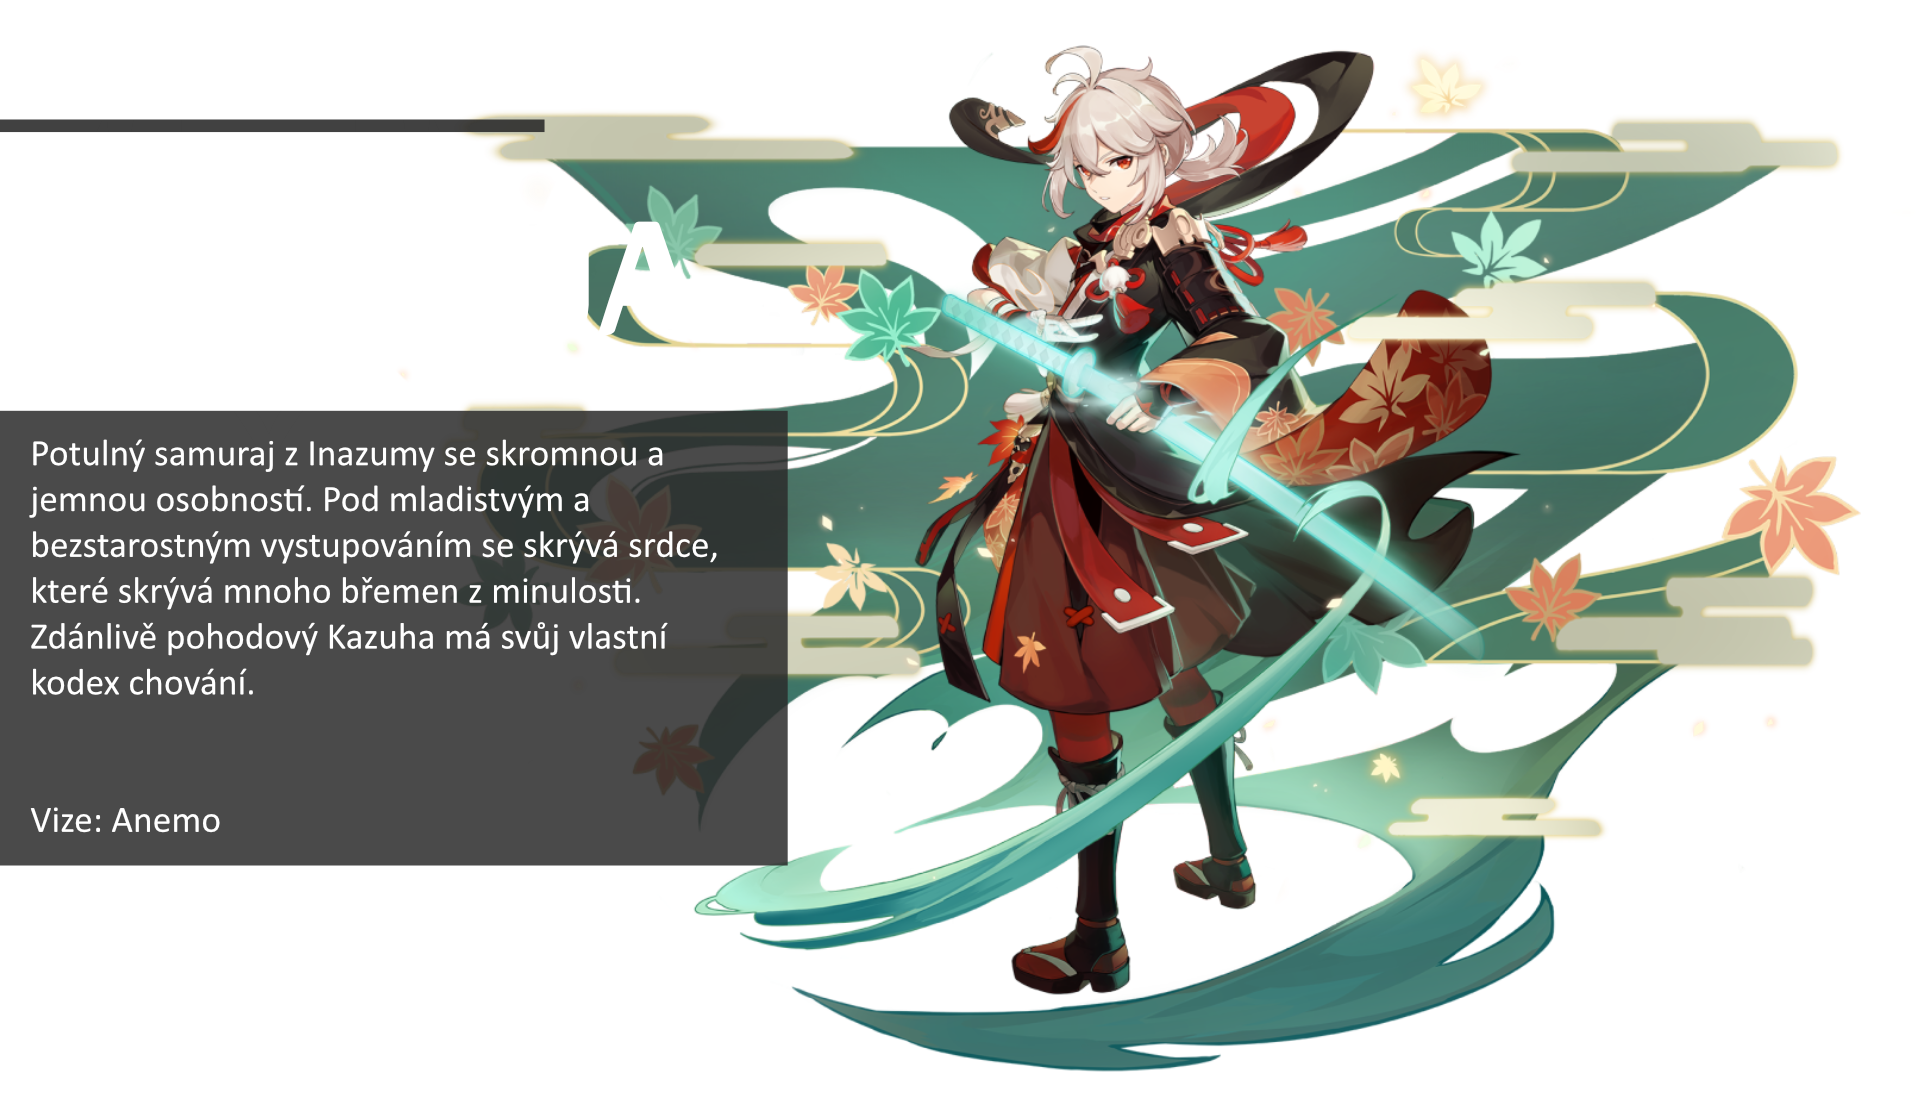 A
Potulný samuraj z Inazumy se skromnou a
jemnou osobností. Pod mladistvým a
bezstarostným vystupováním se skrývá srdce,
které skrývá mnoho břemen z minulosti.
Zdánlivě pohodový Kazuha má svůj vlastní
kodex chování.
Vize: Anemo